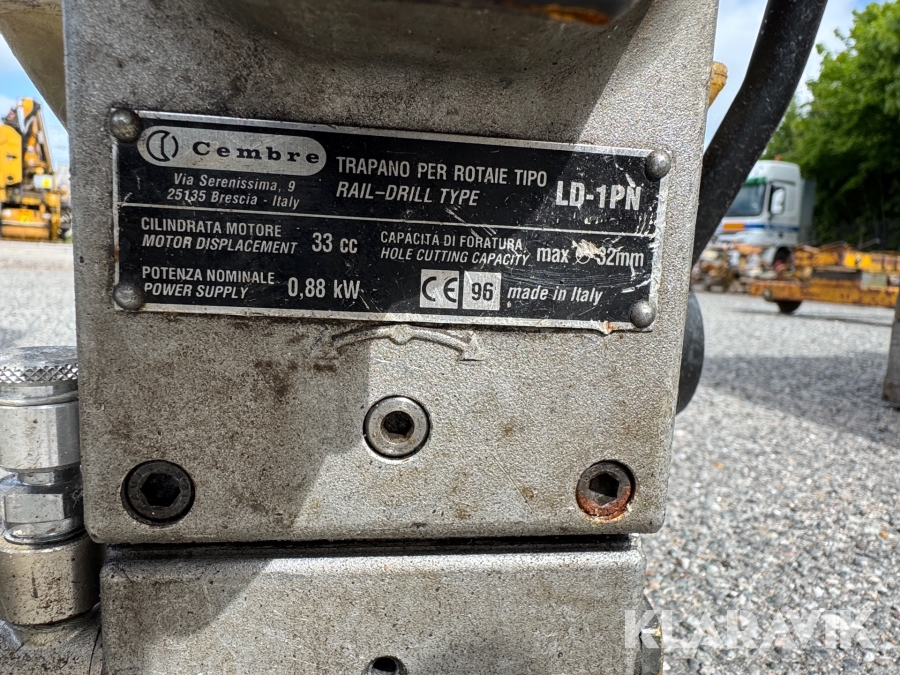 Cembre
Via Serenissima, 9
25135 Brescia - Italy
TRAPANO PER ROTAIE TIPO
RAIL-DRILL TYPE
LD-1PN
CILINDRATA MOTORE
MOTOR DISPLACEMENT
33 cc
CAPACITÀ DI FORATURA
HOLE CUTTING CAPACITY
max ∅ 32mm
POTENZA NOMINALE
POWER SUPPLY
0,88 kW
CE 96
made in Italy
KLARAVIK